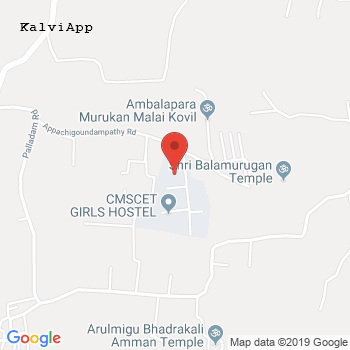 KalviApp
Palladam Rd
Appachigoundampathy Rd
Ambalapara
Murukan Malai Kovil
Shri Balamurugan
Temple
CMSCET
GIRLS HOSTEL
Arulmigu Bhadrakali
Amman Temple
Google
Map data ©2019 Google